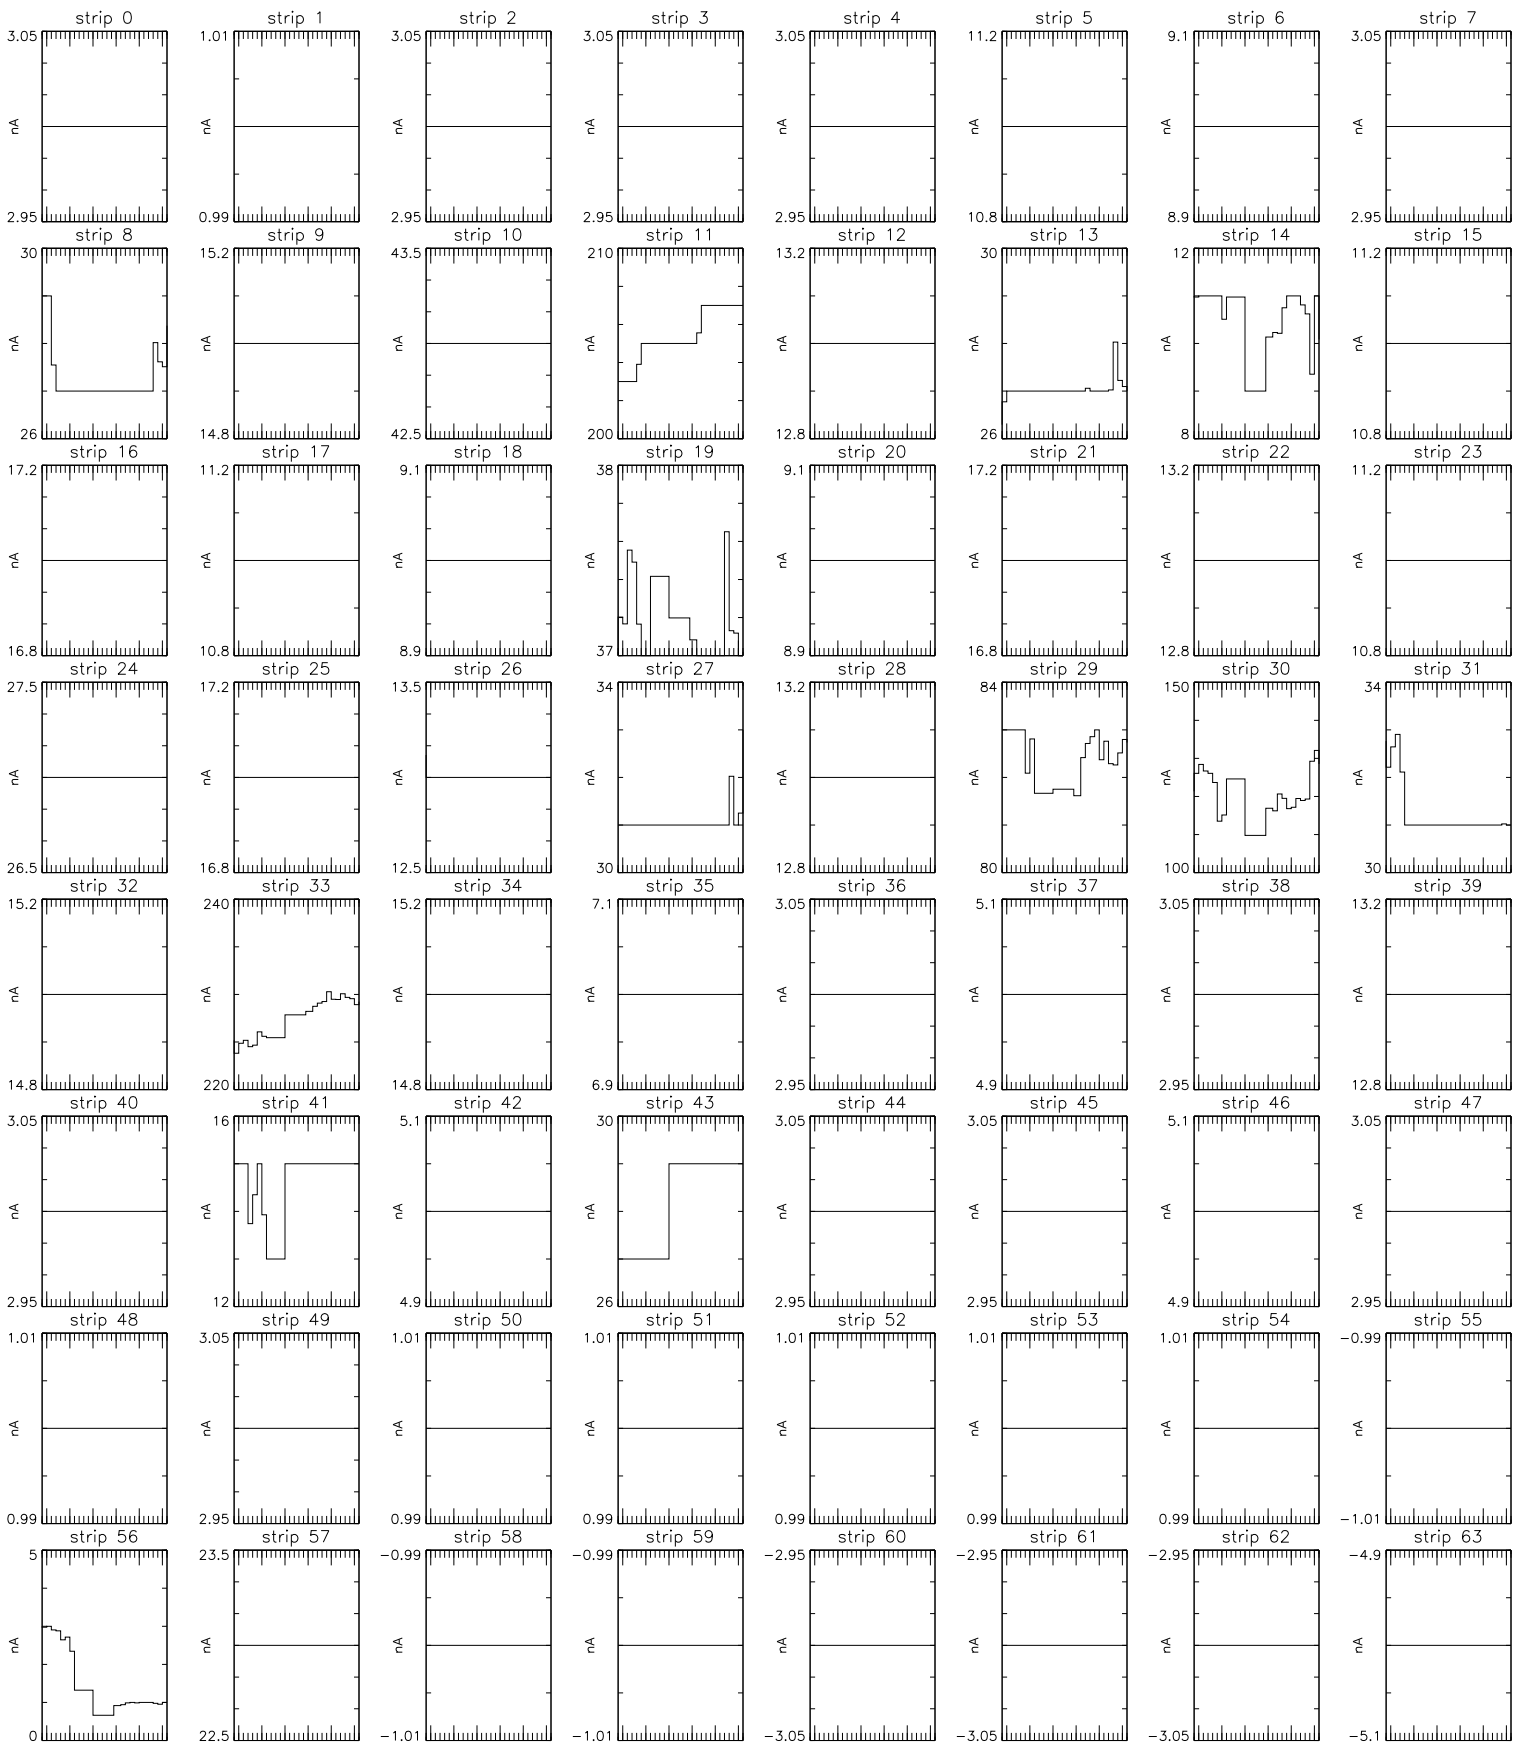 strip 0 strip 1 strip 2 strip 3 strip 4 strip 5 strip 6 strip 7
3.05 1.01 3.05 3.05 3.05 11.2 9.1 3.05
nA nA nA nA nA nA nA nA
2.95 0.99 2.95 2.95 2.95 10.8 8.9 2.95
strip 8 strip 9 strip 10 strip 11 strip 12 strip 13 strip 14 strip 15
30 15.2 43.5 210 13.2 30 12 11.2
nA nA nA nA nA nA nA nA
26 14.8 42.5 200 12.8 26 8 10.8
strip 16 strip 17 strip 18 strip 19 strip 20 strip 21 strip 22 strip 23
17.2 11.2 9.1 38 9.1 17.2 13.2 11.2
nA nA nA nA nA nA nA nA
16.8 10.8 8.9 37 8.9 16.8 12.8 10.8
strip 24 strip 25 strip 26 strip 27 strip 28 strip 29 strip 30 strip 31
27.5 17.2 13.5 34 13.2 84 150 34
nA nA nA nA nA nA nA nA
26.5 16.8 12.5 30 12.8 80 100 30
strip 32 strip 33 strip 34 strip 35 strip 36 strip 37 strip 38 strip 39
15.2 240 15.2 7.1 3.05 5.1 3.05 13.2
nA nA nA nA nA nA nA nA
14.8 220 14.8 6.9 2.95 4.9 2.95 12.8
strip 40 strip 41 strip 42 strip 43 strip 44 strip 45 strip 46 strip 47
3.05 16 5.1 30 3.05 3.05 5.1 3.05
nA nA nA nA nA nA nA nA
2.95 12 4.9 26 2.95 2.95 4.9 2.95
strip 48 strip 49 strip 50 strip 51 strip 52 strip 53 strip 54 strip 55
1.01 3.05 1.01 1.01 1.01 1.01 1.01 −0.99
nA nA nA nA nA nA nA nA
0.99 2.95 0.99 0.99 0.99 0.99 0.99 −1.01
strip 56 strip 57 strip 58 strip 59 strip 60 strip 61 strip 62 strip 63
5 23.5 −0.99 −0.99 −2.95 −2.95 −2.95 −4.9
nA nA nA nA nA nA nA nA
0 22.5 −1.01 −1.01 −3.05 −3.05 −3.05 −5.1